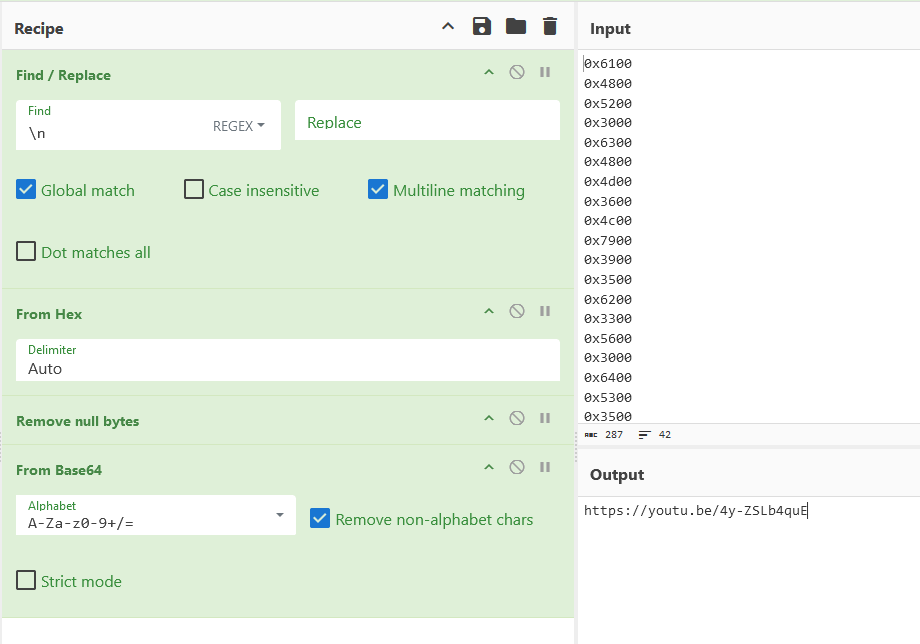 Recipe
Find / Replace
Find
\n
REGEX
Replace
Global match
Case insensitive
Multiline matching
Dot matches all
From Hex
Delimiter
Auto
Remove null bytes
From Base64
Alphabet
A-Za-z0-9+/=
Remove non-alphabet chars
Strict mode
Input
0x6100
0x4800
0x5200
0x3000
0x6300
0x4800
0x4d00
0x3600
0x4c00
0x7900
0x3900
0x3500
0x6200
0x3300
0x5600
0x3000
0x6400
0x5300
0x3500
ABC 287 42
Output
https://youtu.be/4y-ZSLb4quE